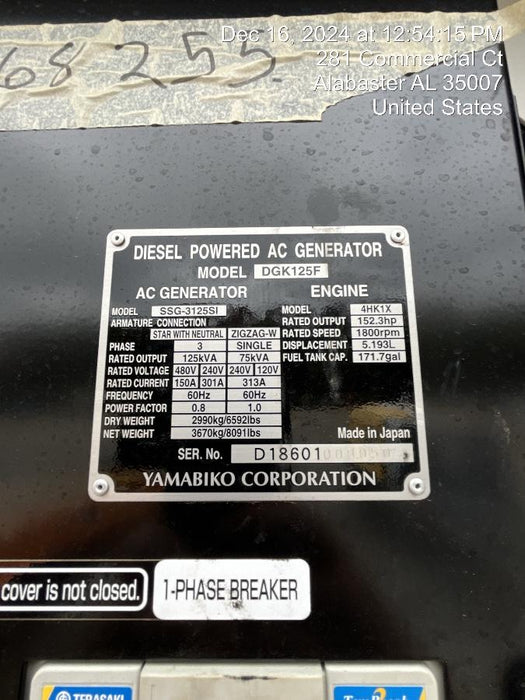 Dec 16, 2024 at 12:54:15 PM
281 Commercial Ct
Alabaster AL 35007
United States
68255
DIESEL POWERED AC GENERATOR
MODEL DGK125F
AC GENERATOR ENGINE
MODEL SSG-3125SI MODEL 4HK1X
ARMATURE CONNECTION RATED OUTPUT 152.3hp
STAR WITH NEUTRAL ZIGZAG-W RATED SPEED 1800rpm
PHASE 3 SINGLE DISPLACEMENT 5.193L
RATED OUTPUT 125kVA 75kVA FUEL TANK CAP. 171.7gal
RATED VOLTAGE 480V 240V 240V 120V
RATED CURRENT 150A 301A 313A
FREQUENCY 60Hz 60Hz
POWER FACTOR 0.8 1.0
DRY WEIGHT 2990kg/6592lbs
NET WEIGHT 3670kg/8091lbs Made in Japan
SER. No. D18601
YAMABIKO CORPORATION
cover is not closed.
1-PHASE BREAKER
TERASAKI